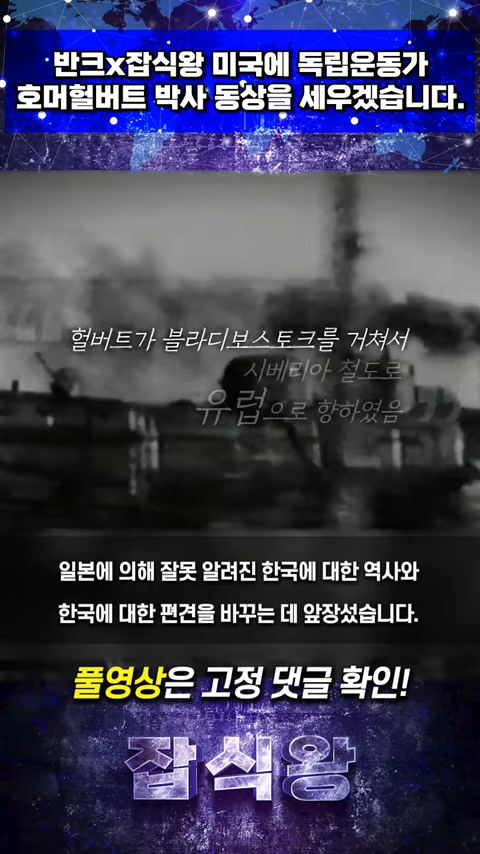 반크x잡식왕 미국에 독립운동가
호머헐버트 박사 동상을 세우겠습니다.
헐버트가 블라디보스토크를 거쳐서
시베리아 철도로
유럽으로 향하였음
일본에 의해 잘못 알려진 한국에 대한 역사와
한국에 대한 편견을 바꾸는 데 앞장섰습니다.
풀영상은 고정 댓글 확인!
잡식왕